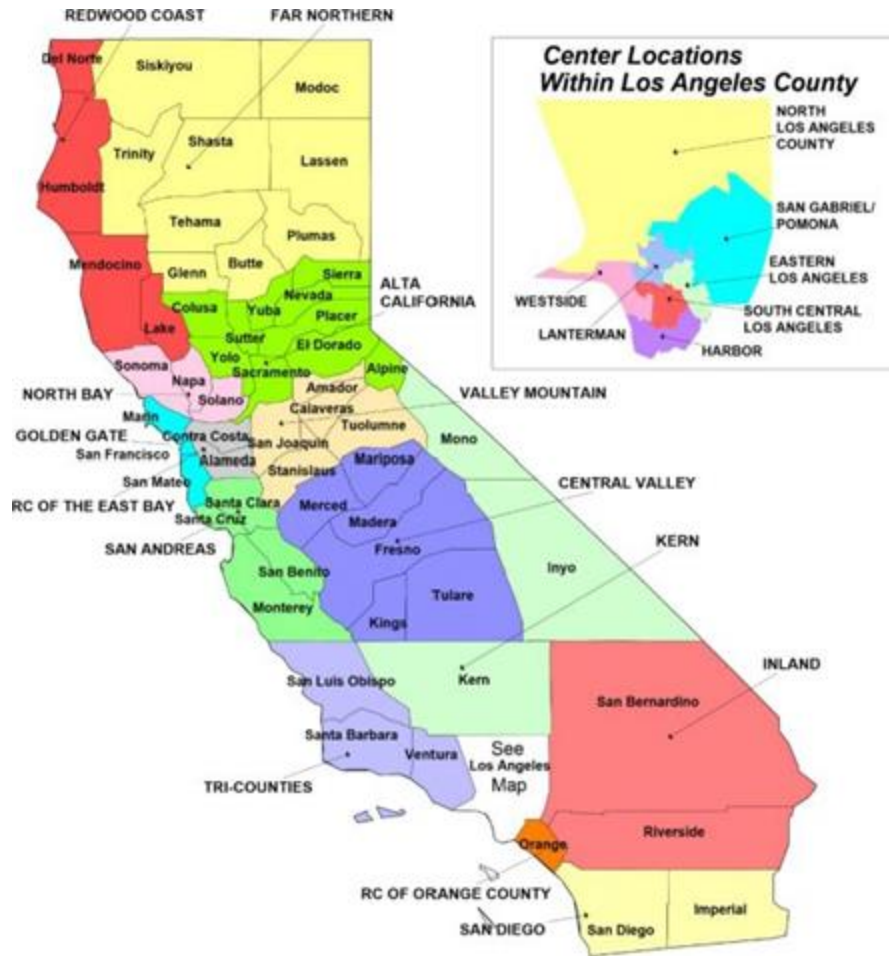 REDWOOD COAST
FAR NORTHERN
Del Norte
Siskiyou
Modoc
Trinity
Shasta
Lassen
Humboldt
Tehama
Plumas
Mendocino
Glenn
Butte
Sierra
Colusa
Yuba
Nevada
ALTA
CALIFORNIA
Lake
Sutter
Placer
Yolo
El Dorado
Sonoma
Napa
Sacramento
Alpine
Amador
NORTH BAY
Solano
Calaveras
VALLEY MOUNTAIN
Marin
Tuolumne
GOLDEN GATE
Contra Costa
San Joaquin
Mono
San Francisco
Alameda
Stanislaus
Mariposa
San Mateo
RC OF THE EAST BAY
Santa Clara
Merced
CENTRAL VALLEY
Santa Cruz
Madera
SAN ANDREAS
Fresno
KERN
San Benito
Inyo
Monterey
Tulare
Kings
INLAND
San Luis Obispo
Kern
San Bernardino
Santa Barbara
Ventura
See
Los Angeles
Map
TRI-COUNTIES
Orange
Riverside
RC OF ORANGE COUNTY
SAN DIEGO
San Diego
Imperial
Center Locations
Within Los Angeles County
NORTH
LOS ANGELES
COUNTY
SAN GABRIEL/
POMONA
EASTERN
LOS ANGELES
WESTSIDE
SOUTH CENTRAL
LOS ANGELES
LANTERMAN
HARBOR